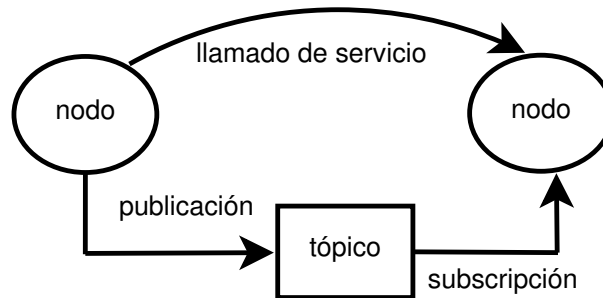 llamado de servicio
nodo
nodo
publicación
tópico
subscripción